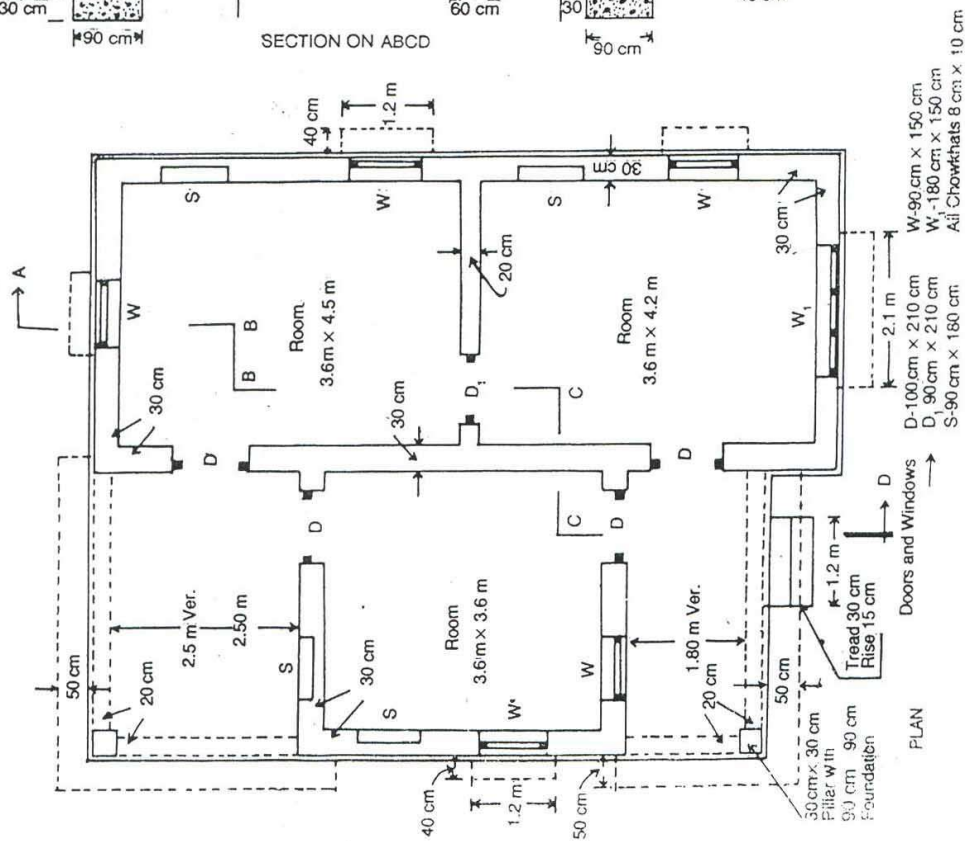 30 cm
90 cm
60 cm
30
90 cm
SECTION ON ABCD
A
40 cm
1.2 m
W
S
W
30 cm
B
B
Room
3.6m × 4.5 m
20 cm
S
30 cm
W
30 cm
D
D1
C
Room
3.6 m × 4.2 m
30 cm
W1
2.1 m
50 cm
20 cm
2.5 m Ver.
2.50 m
D
S
30 cm
Room
3.6m × 3.6 m
S
W
C
D
D
W
1.80 m Ver.
20 cm
50 cm
40 cm
1.2 m
50 cm
1.2 m
D
Tread 30 cm
Rise 15 cm
30cm× 30 cm
Pillar with
90 cm 90 cm
Foundation
PLAN
Doors and Windows
D-100 cm × 210 cm
D1 90 cm × 210 cm
S-90 cm × 180 cm
W-90 cm × 150 cm
W1-180 cm × 150 cm
All Chowkhats 8 cm × 10 cm